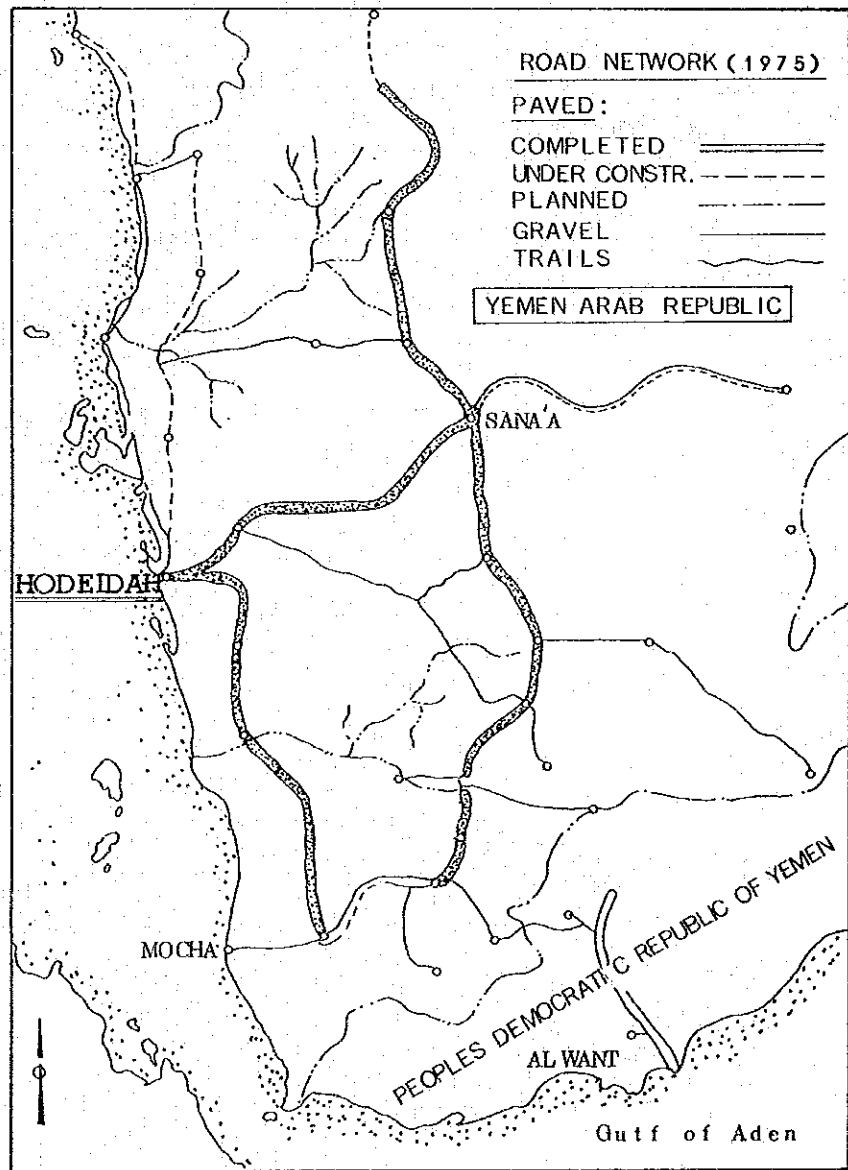 ROAD NETWORK (1975)
PAVED:
COMPLETED
UNDER CONSTR.
PLANNED
GRAVEL
TRAILS
YEMEN ARAB REPUBLIC
SANA'A
HODEIDAH
MOCHA
PEOPLES DEMOCRATIC REPUBLIC OF YEMEN
AL WANT
Gutf of Aden